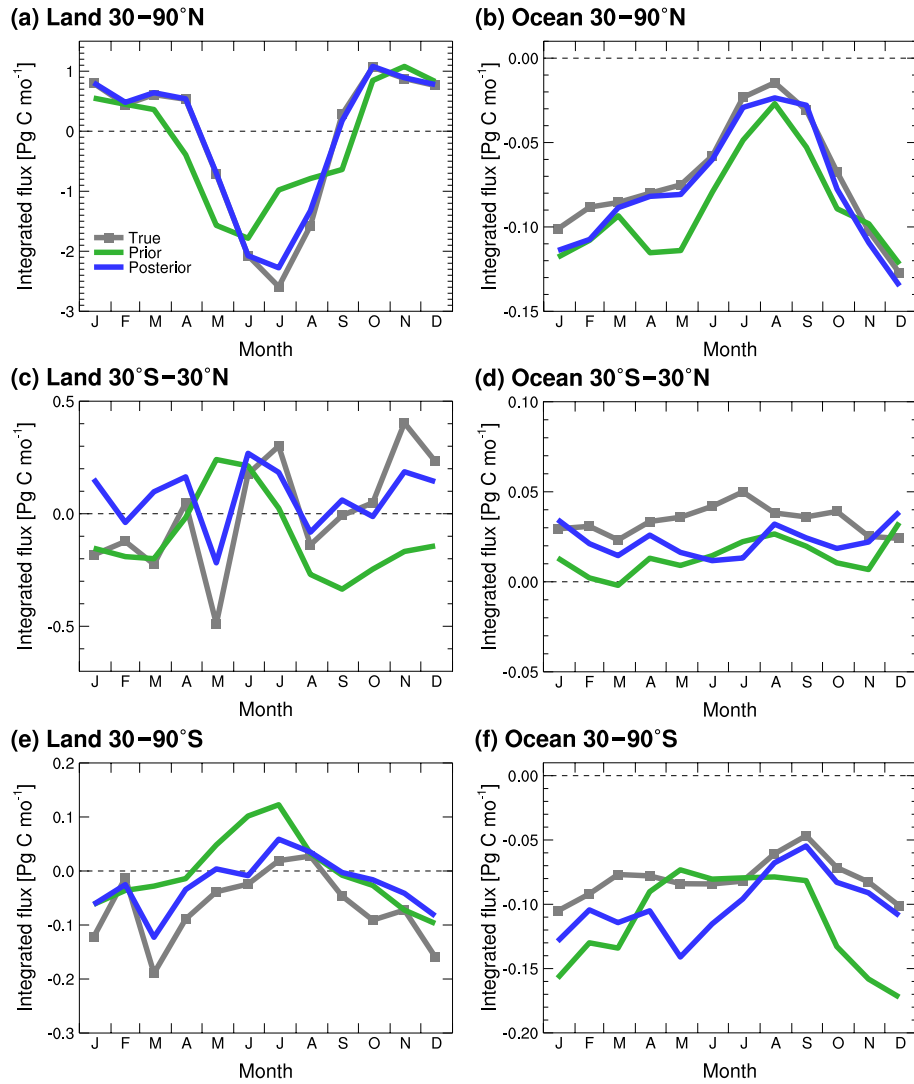 (a) Land 30−90°N
Integrated flux [Pg C mo⁻¹]
1
0
-1
-2
-3
True
Prior
Posterior
J F M A M J J A S O N D
Month
(b) Ocean 30−90°N
Integrated flux [Pg C mo⁻¹]
0.00
-0.05
-0.10
-0.15
J F M A M J J A S O N D
Month
(c) Land 30°S−30°N
Integrated flux [Pg C mo⁻¹]
0.5
0.0
-0.5
J F M A M J J A S O N D
Month
(d) Ocean 30°S−30°N
Integrated flux [Pg C mo⁻¹]
0.10
0.05
0.00
-0.05
J F M A M J J A S O N D
Month
(e) Land 30−90°S
Integrated flux [Pg C mo⁻¹]
0.2
0.1
0.0
-0.1
-0.2
-0.3
J F M A M J J A S O N D
Month
(f) Ocean 30−90°S
Integrated flux [Pg C mo⁻¹]
0.00
-0.05
-0.10
-0.15
-0.20
J F M A M J J A S O N D
Month